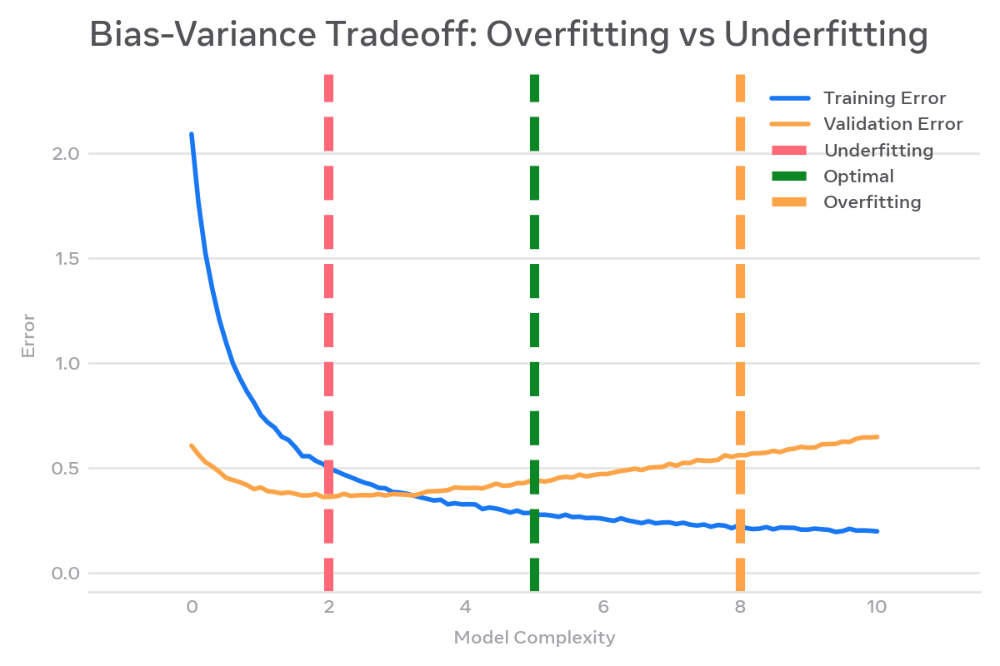 Bias-Variance Tradeoff: Overfitting vs Underfitting
Training Error
Validation Error
Underfitting
Optimal
Overfitting
2.0
1.5
1.0
0.5
0.0
Error
0 2 4 6 8 10
Model Complexity